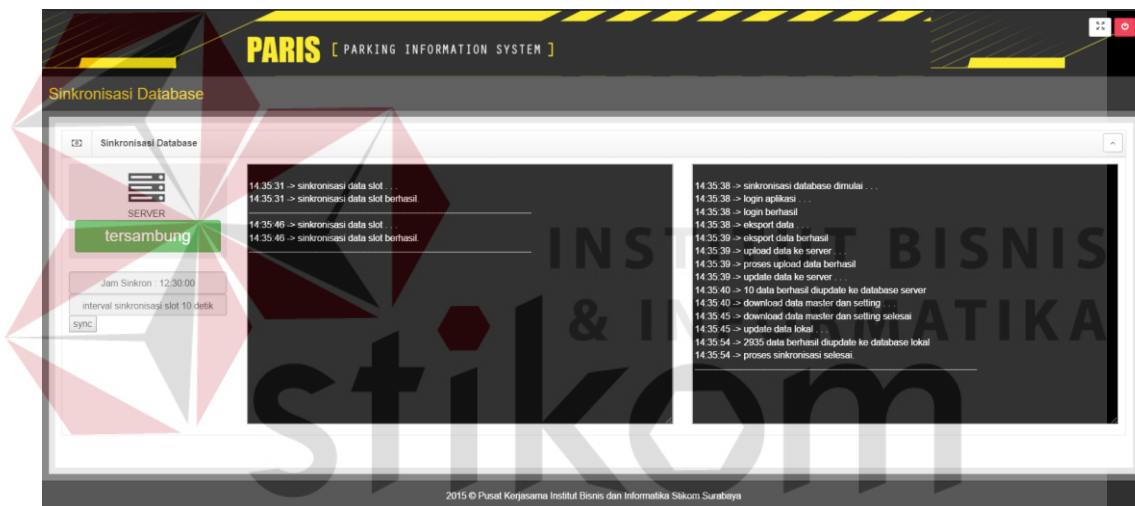 PARIS [ PARKING INFORMATION SYSTEM ]
Sinkronisasi Database
Sinkronisasi Database
SERVER
tersambung
Jam Sinkron : 12:30:00
interval sinkronisasi slot 10 detik
sync
14:35:31 -> sinkronisasi data slot . . .
14:35:31 -> sinkronisasi data slot berhasil.
14:35:46 -> sinkronisasi data slot . . .
14:35:46 -> sinkronisasi data slot berhasil.
14:35:38 -> sinkronisasi database dimulai . . .
14:35:38 -> login aplikasi . . .
14:35:38 -> login berhasil
14:35:38 -> eksport data . . .
14:35:39 -> eksport data berhasil
14:35:39 -> upload data ke server . . .
14:35:39 -> proses upload data berhasil
14:35:39 -> update data ke server . . .
14:35:40 -> 10 data berhasil diupdate ke database server
14:35:40 -> download data master dan setting . . .
14:35:45 -> download data master dan setting selesai
14:35:45 -> update data lokal . . .
14:35:54 -> 2935 data berhasil diupdate ke database lokal
14:35:54 -> proses sinkronisasi selesai.
INSTITUT BISNIS
& INFORMATIKA
stikom
2015 © Pusat Kerjasama Institut Bisnis dan Informatika Stikom Surabaya